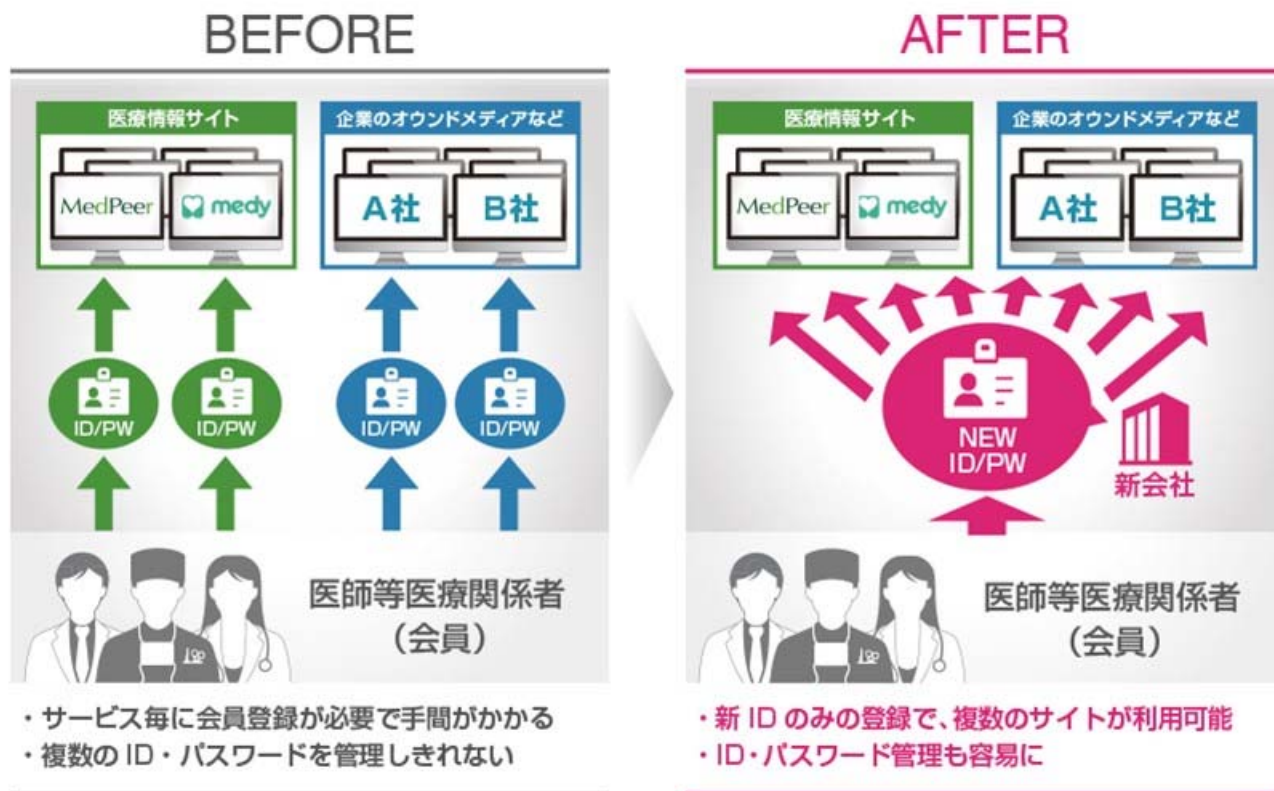 BEFORE
医療情報サイト
企業のオウンドメディアなど
MedPeer
medy
A社
B社
ID/PW
ID/PW
ID/PW
ID/PW
医師等医療関係者
（会員）
・サービス毎に会員登録が必要で手間がかかる
・複数の ID・パスワードを管理しきれない
AFTER
医療情報サイト
企業のオウンドメディアなど
MedPeer
medy
A社
B社
NEW
ID/PW
新会社
医師等医療関係者
（会員）
・新 ID のみの登録で、複数のサイトが利用可能
・ID・パスワード管理も容易に